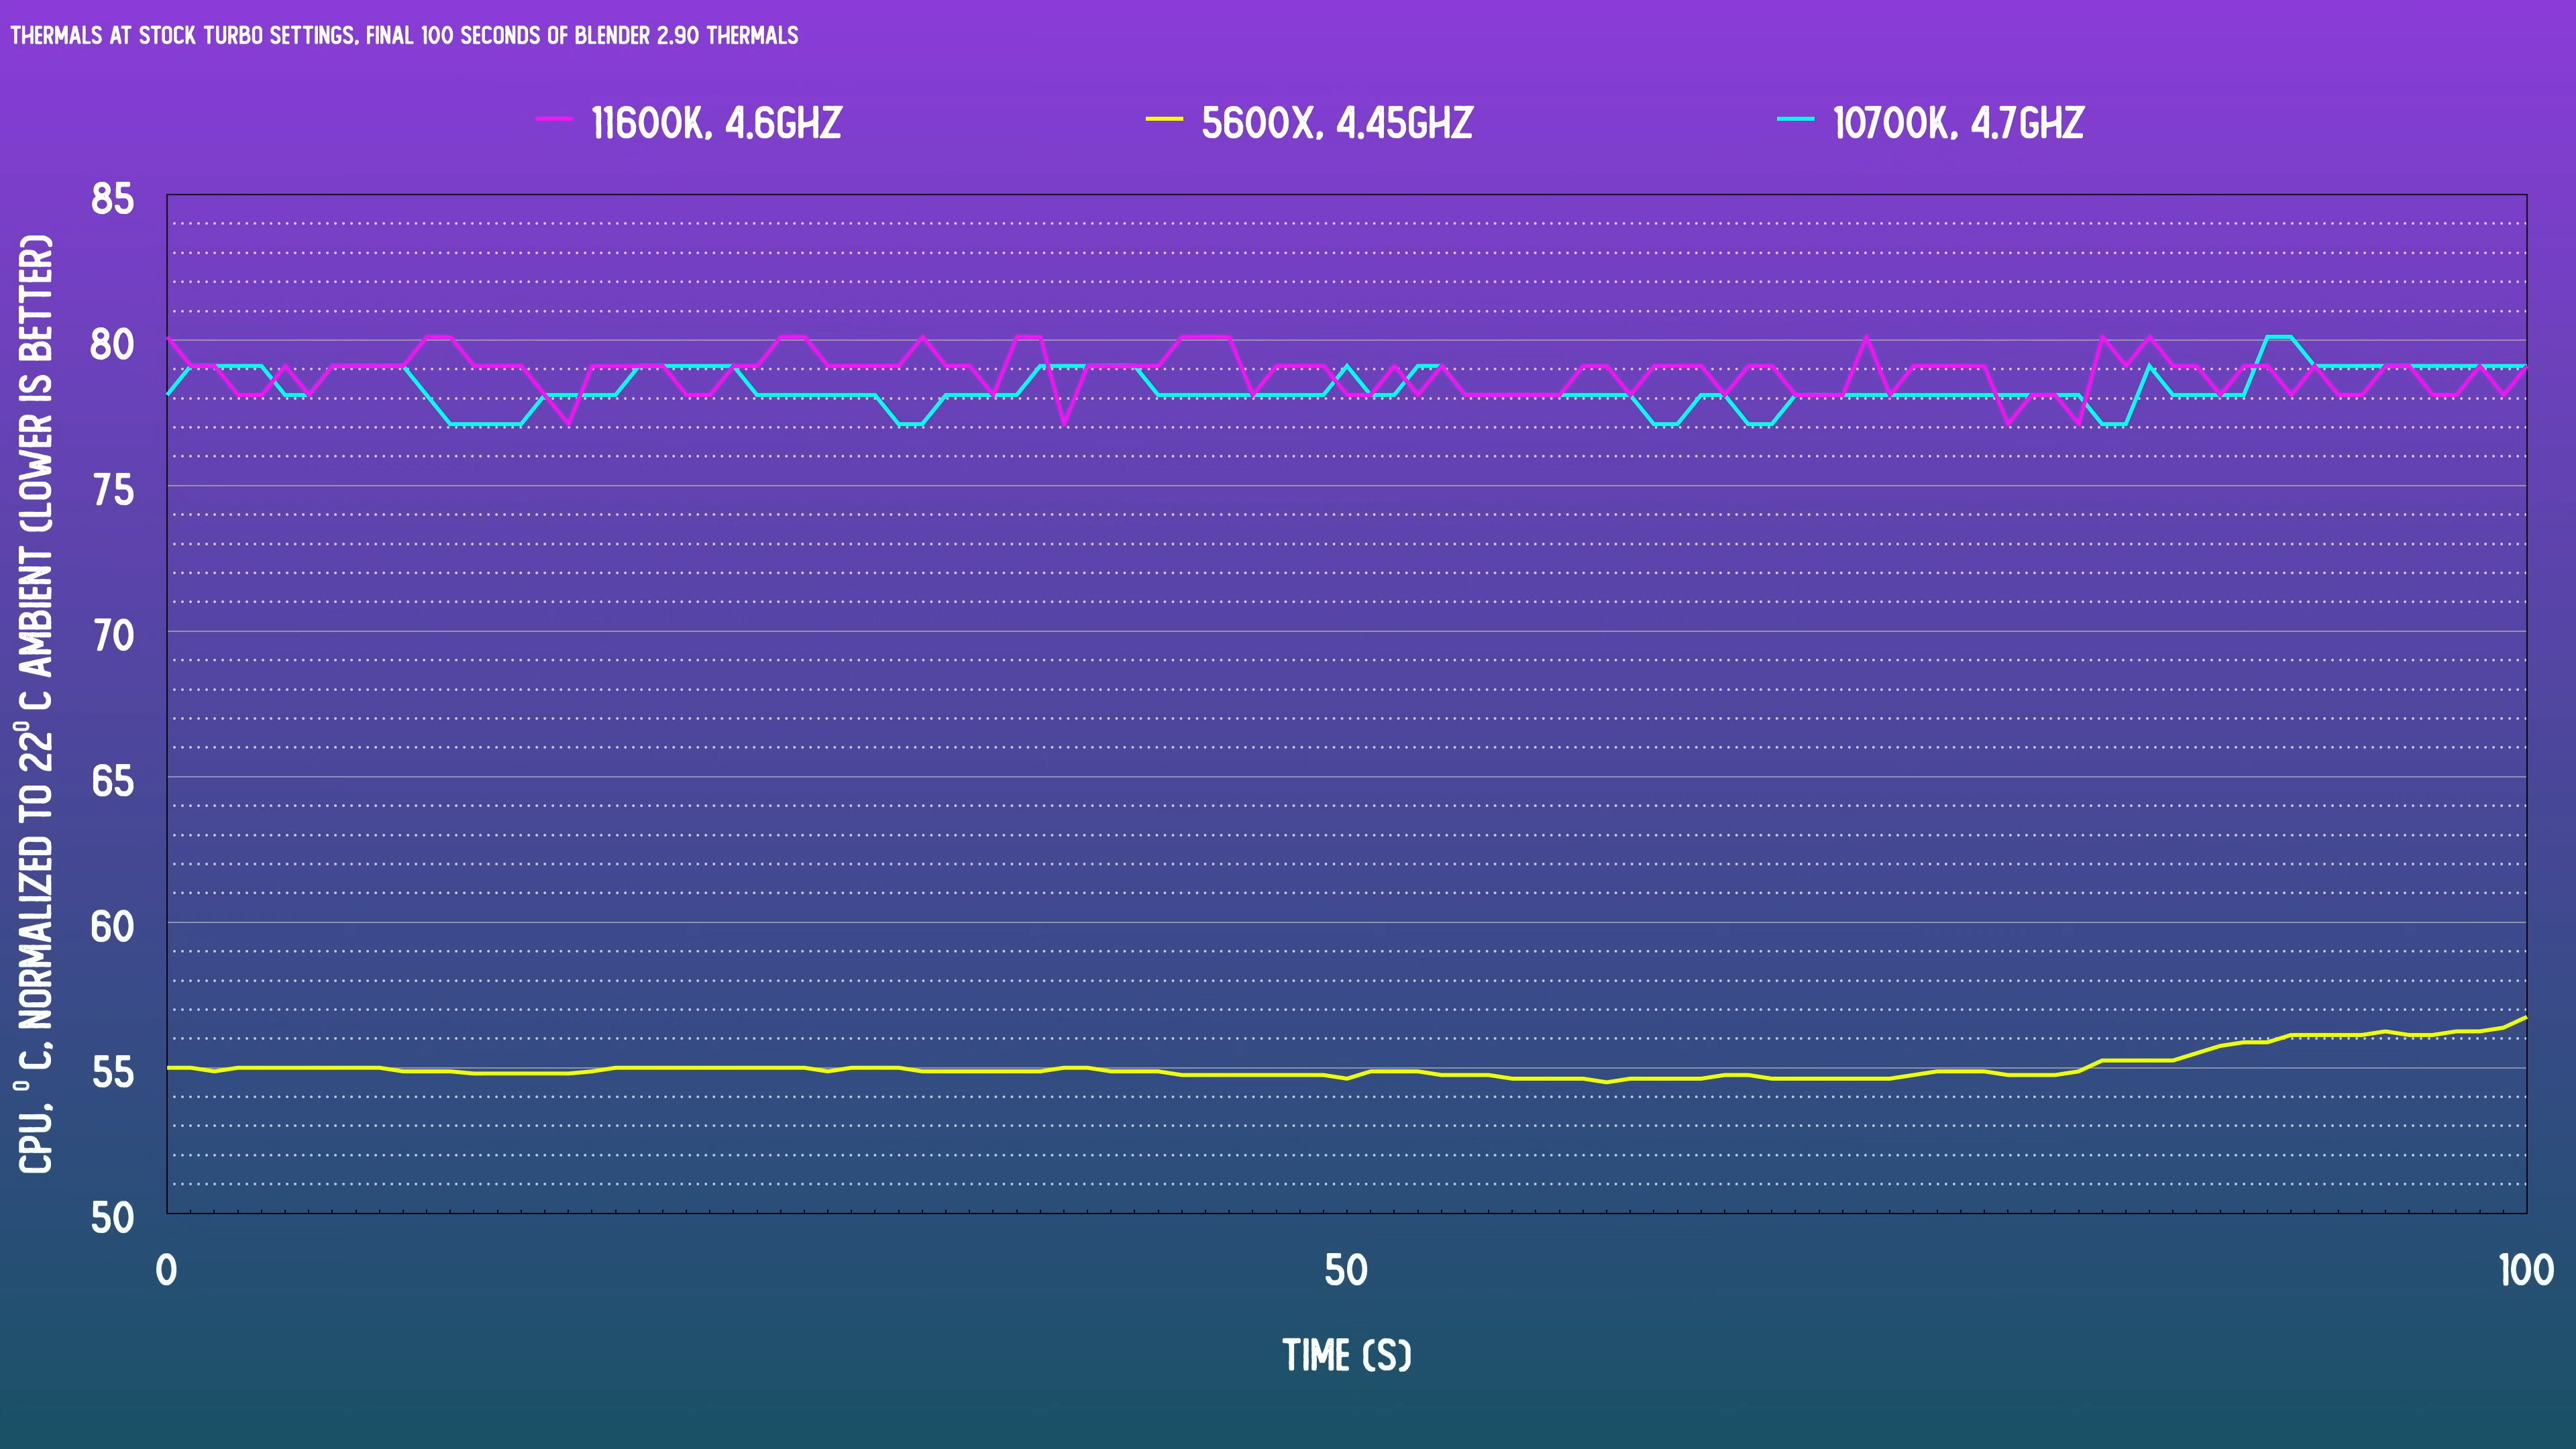 THERMALS AT STOCK TURBO SETTINGS, FINAL 100 SECONDS OF BLENDER 2.90 THERMALS
11600K, 4.6GHZ
5600X, 4.45GHZ
10700K, 4.7GHZ
CPU, ° C, NORMALIZED TO 22° C AMBIENT (LOWER IS BETTER)
85
80
75
70
65
60
55
50
0
50
100
TIME (S)